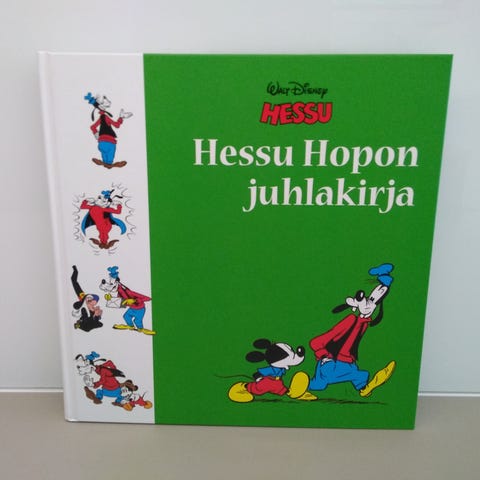 WALT DISNEY
HESSU
Hessu Hopon
juhlakirja